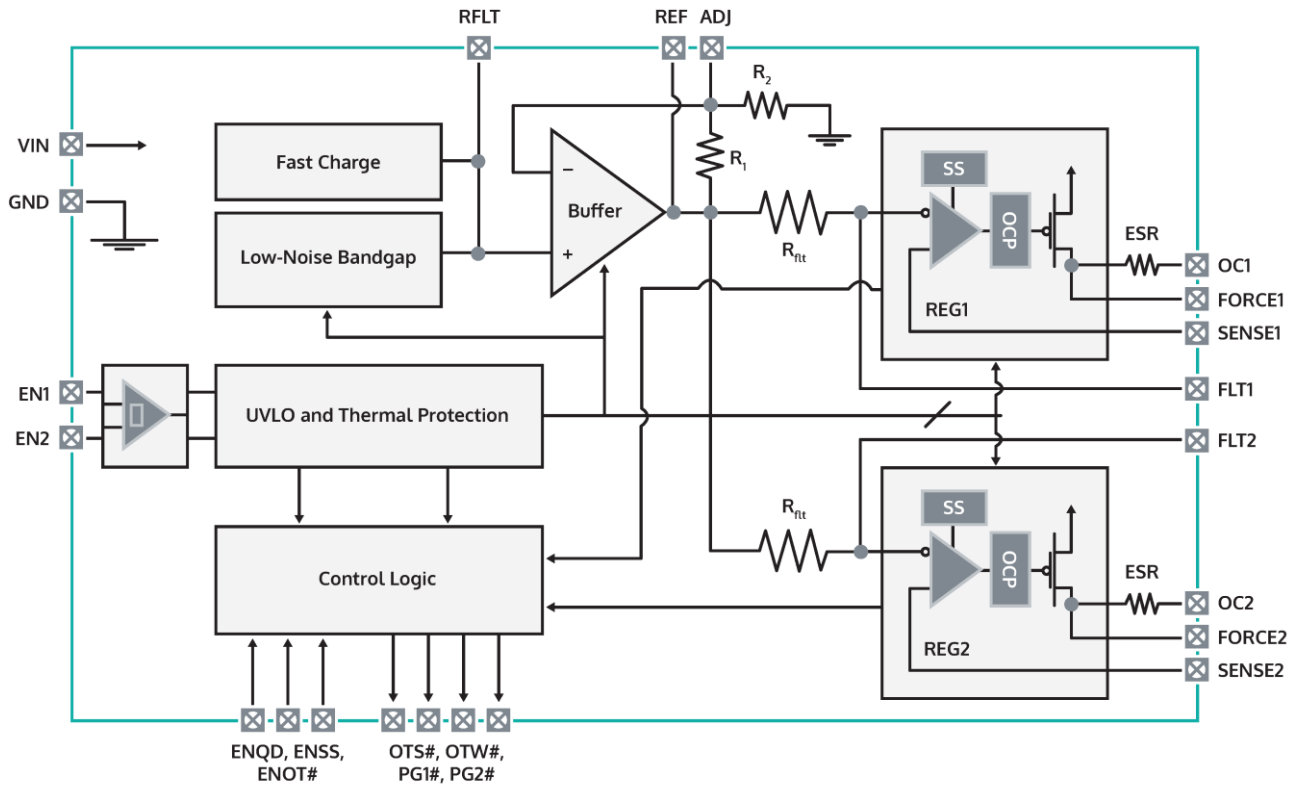 RFLT
REF
ADJ
R2
VIN
Fast Charge
R1
SS
GND
Buffer
−
+
OCP
Low-Noise Bandgap
Rflt
ESR
OC1
FORCE1
REG1
SENSE1
EN1
UVLO and Thermal Protection
FLT1
EN2
FLT2
Rflt
SS
Control Logic
OCP
ESR
OC2
FORCE2
REG2
SENSE2
ENQD, ENSS,
ENOT#
OTS#, OTW#,
PG1#, PG2#